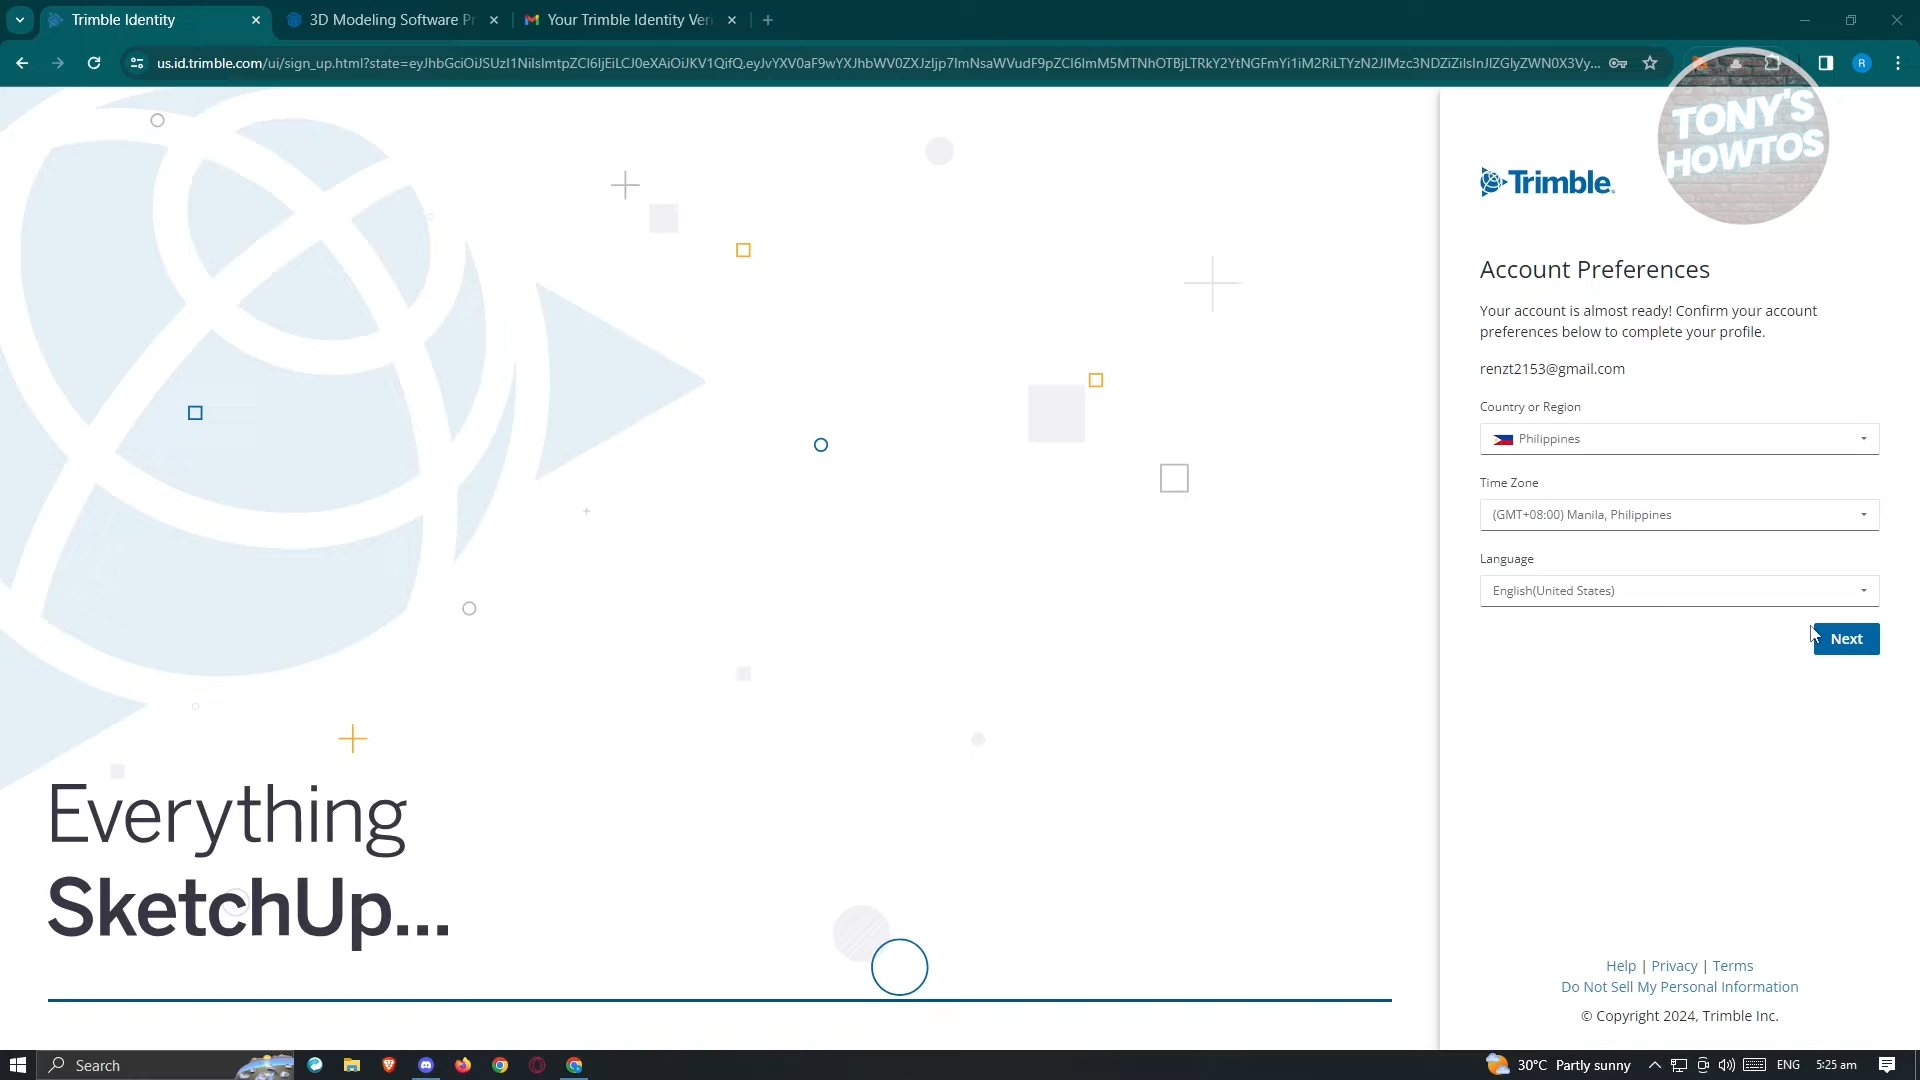 Trimble Identity
3D Modeling Software Pr
Your Trimble Identity Veri
us.id.trimble.com/ui/sign_up.html?state=
R
TONY'S
HOWTOS
Trimble
Account Preferences
Your account is almost ready! Confirm your account
preferences below to complete your profile.
renzt2153@gmail.com
Country or Region
Philippines
Time Zone
(GMT+08:00) Manila, Philippines
Language
English(United States)
Next
Everything
SketchUp...
Help | Privacy | Terms
Do Not Sell My Personal Information
© Copyright 2024, Trimble Inc.
Search
30°C Partly sunny
ENG
5:25 am